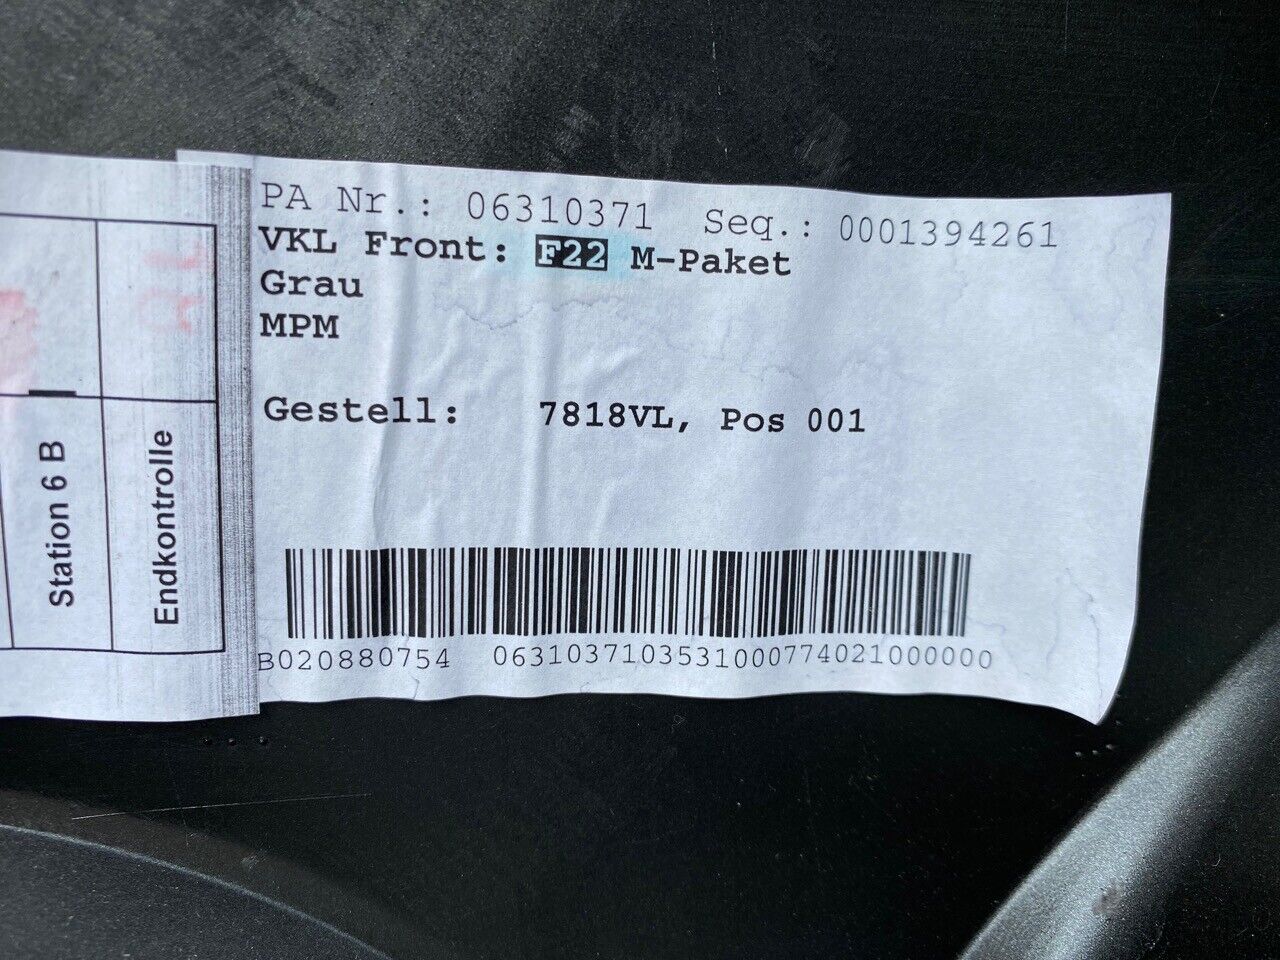 PA Nr.: 06310371 Seq.: 0001394261
VKL Front: F22 M-Paket
Grau
MPM
Gestell: 7818VL, Pos 001
B020880754 0631037103531000774021000000
Station 6 B
Endkontrolle